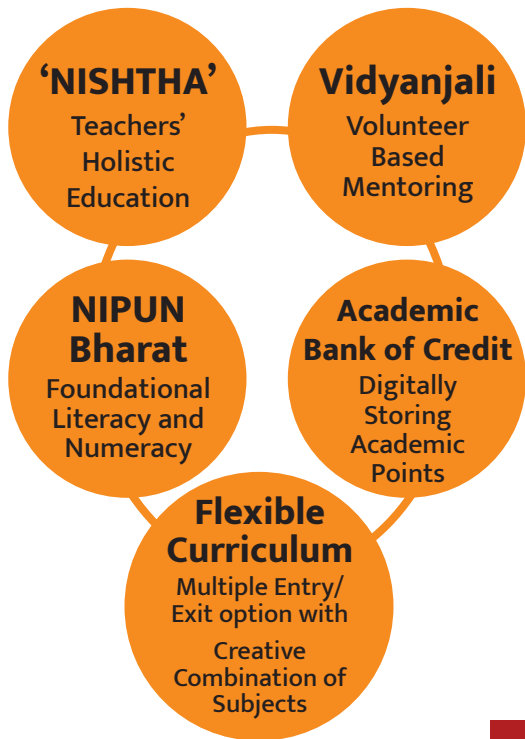 ‘NISHTHA’
Teachers’
Holistic
Education
Vidyanjali
Volunteer
Based
Mentoring
NIPUN
Bharat
Foundational
Literacy and
Numeracy
Academic
Bank of Credit
Digitally
Storing
Academic
Points
Flexible
Curriculum
Multiple Entry/
Exit option with
Creative
Combination of
Subjects